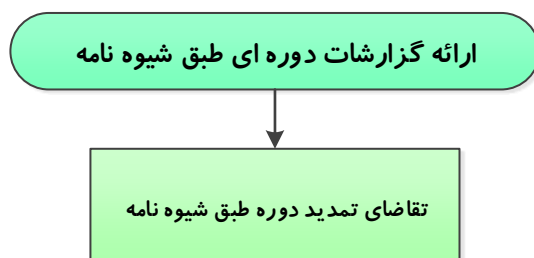 ارائه گزارشات دوره ای طبق شیوه نامه
تقاضای تمدید دوره طبق شیوه نامه